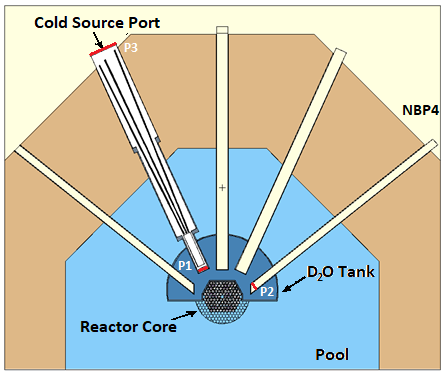 Cold Source Port
P3
NBP4
P1
D₂O Tank
P2
Reactor Core
Pool